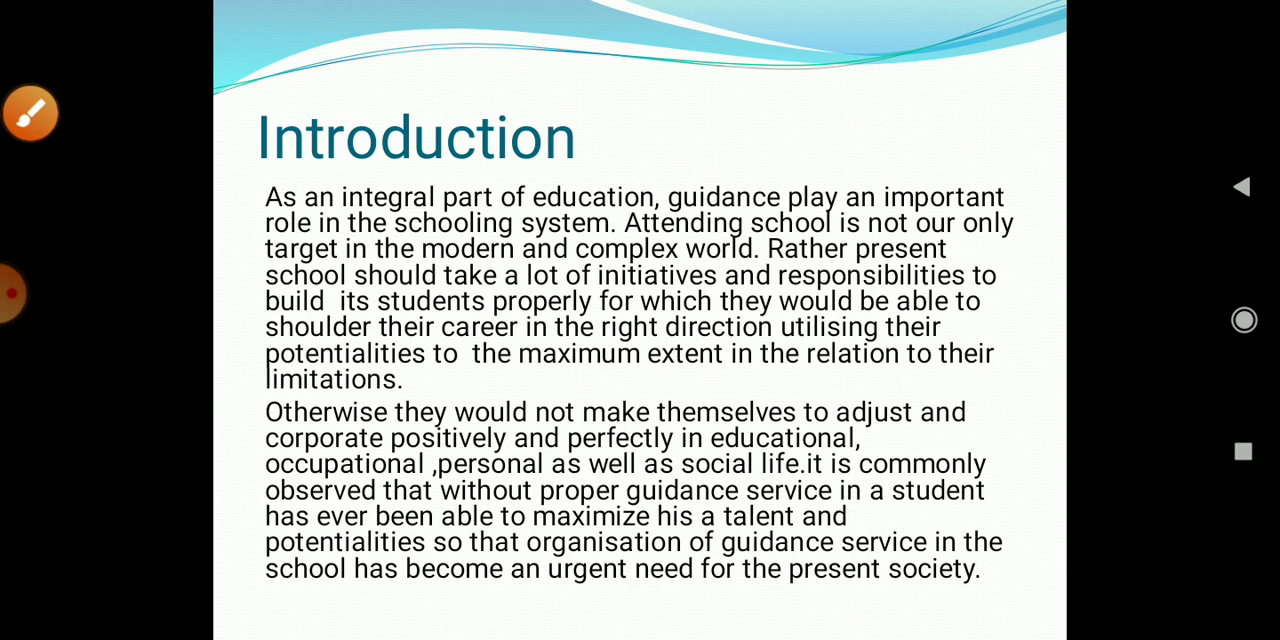 Introduction
As an integral part of education, guidance play an important
role in the schooling system. Attending school is not our only
target in the modern and complex world. Rather present
school should take a lot of initiatives and responsibilities to
build  its students properly for which they would be able to
shoulder their career in the right direction utilising their
potentialities to  the maximum extent in the relation to their
limitations.
Otherwise they would not make themselves to adjust and
corporate positively and perfectly in educational,
occupational ,personal as well as social life.it is commonly
observed that without proper guidance service in a student
has ever been able to maximize his a talent and
potentialities so that organisation of guidance service in the
school has become an urgent need for the present society.